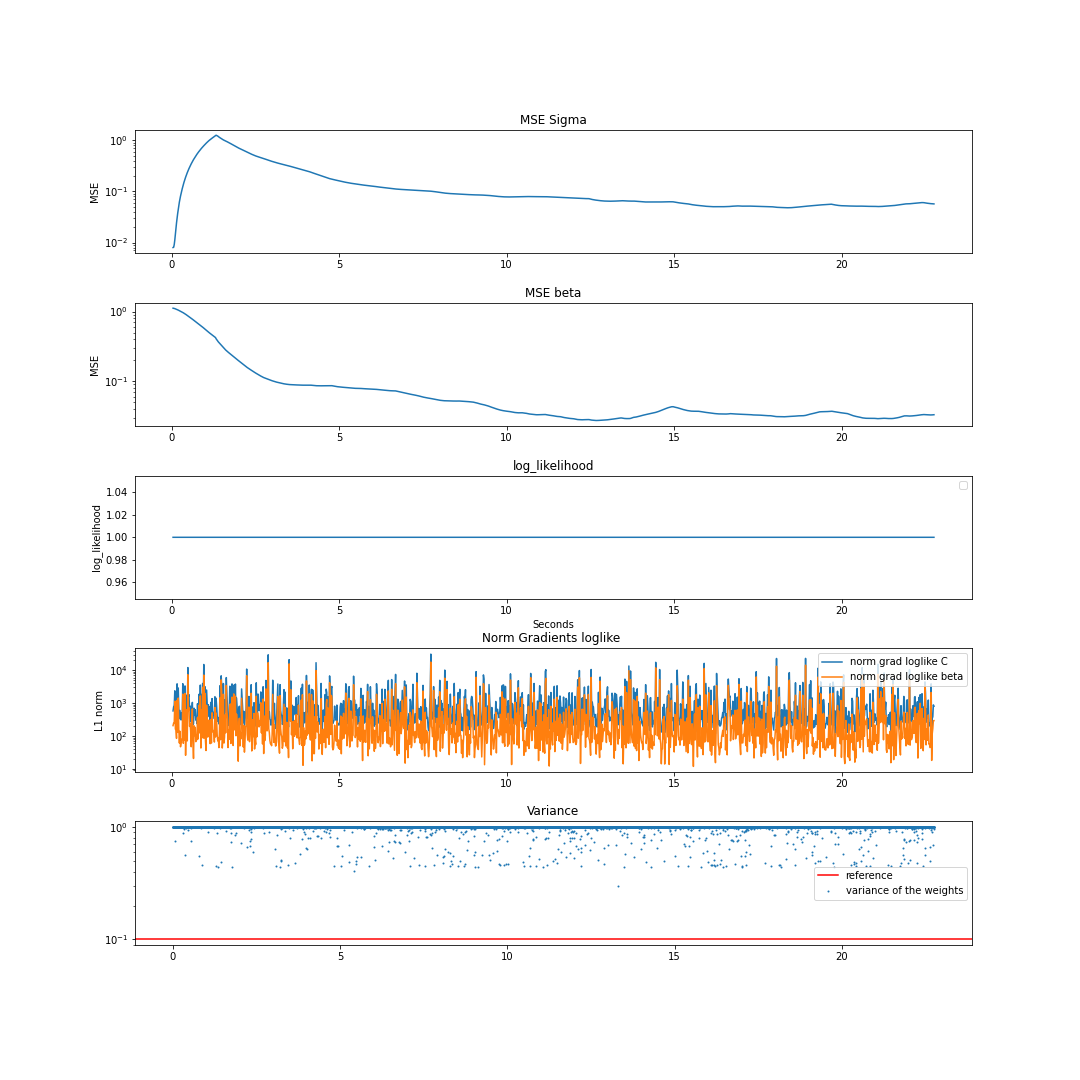 MSE Sigma
10^0
10^-1
10^-2
MSE
0 5 10 15 20
MSE beta
10^0
10^-1
MSE
0 5 10 15 20
log_likelihood
1.04
1.02
1.00
0.98
0.96
log_likelihood
0 5 10 15 20
Seconds
Norm Gradients loglike
10^4
10^3
10^2
10^1
L1 norm
norm grad loglike C
norm grad loglike beta
0 5 10 15 20
Variance
10^0
10^-1
reference
variance of the weights
0 5 10 15 20